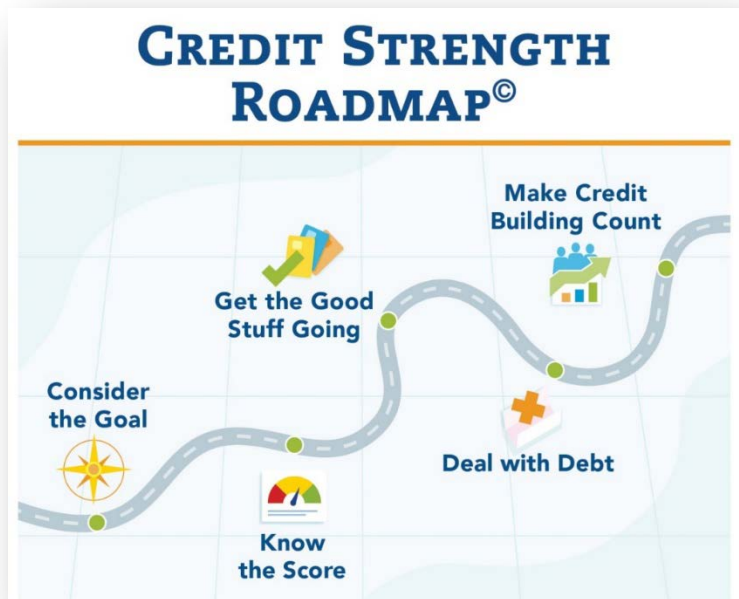 CREDIT STRENGTH
ROADMAP©
Consider
the Goal
Know
the Score
Get the Good
Stuff Going
Deal with Debt
Make Credit
Building Count